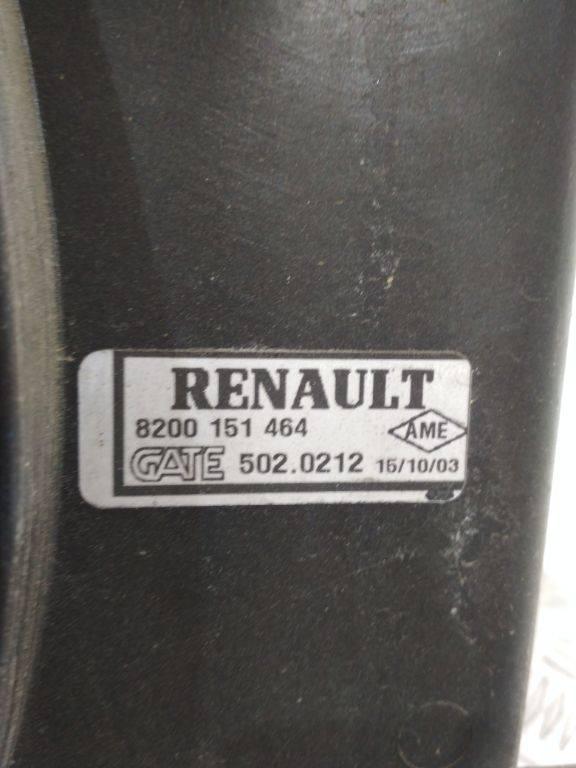 RENAULT
8200 151 464 AME
GATE 502.0212 15/10/03